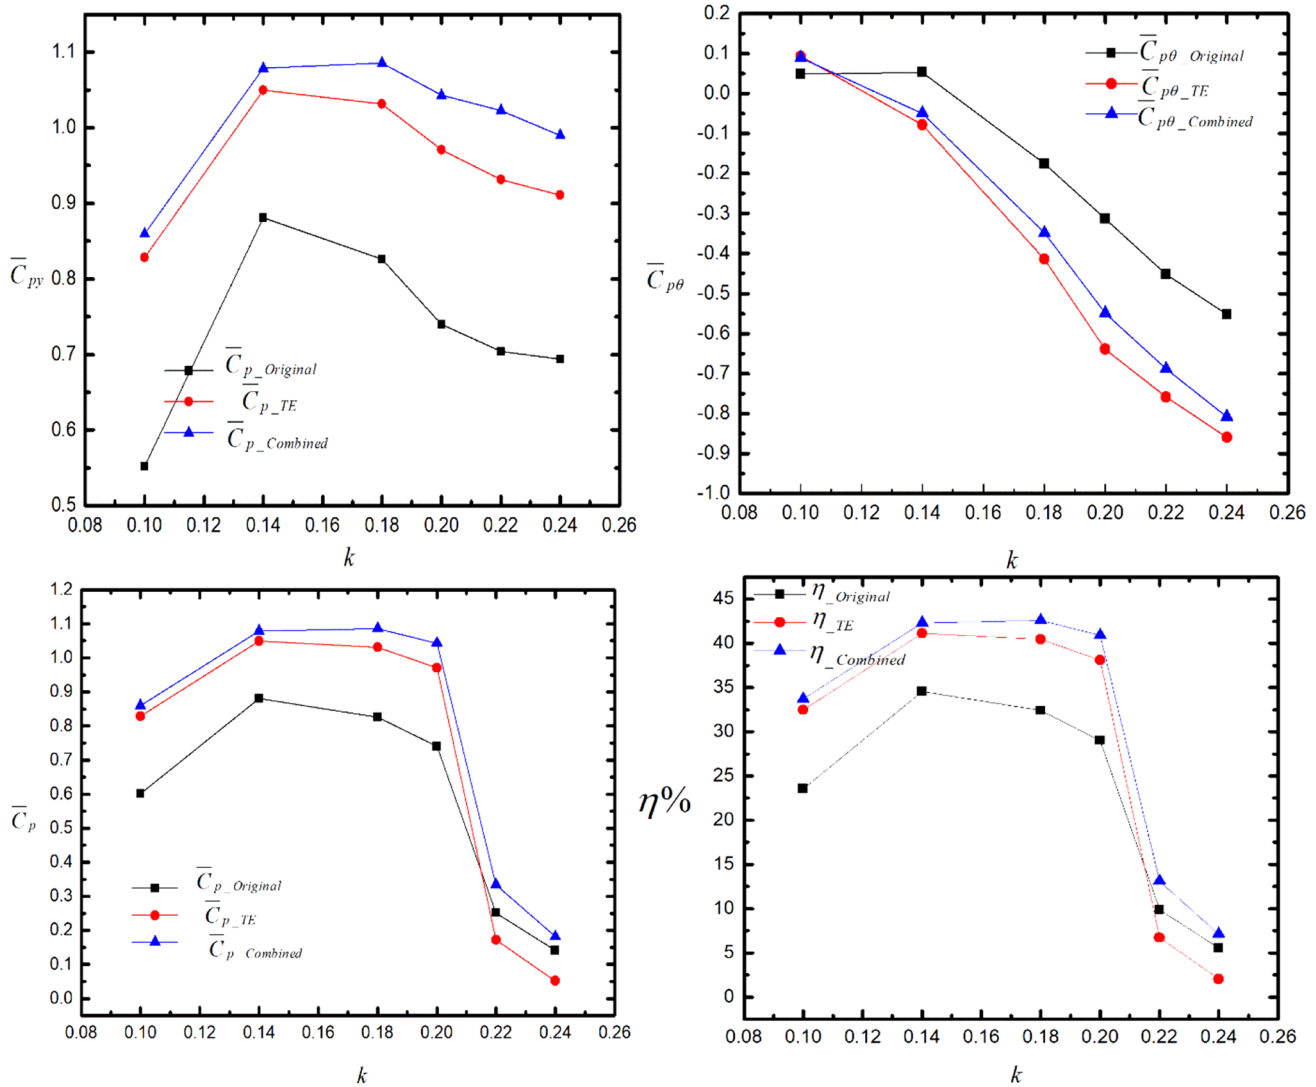 1.1
1.0
0.9
0.8
0.7
0.6
0.5
C̅py
C̅p_Original
C̅p_TE
C̅p_Combined
0.08 0.10 0.12 0.14 0.16 0.18 0.20 0.22 0.24 0.26
k
0.2
0.1
0.0
-0.1
-0.2
-0.3
-0.4
-0.5
-0.6
-0.7
-0.8
-0.9
-1.0
C̅pθ
C̅pθ_Original
C̅pθ_TE
C̅pθ_Combined
0.08 0.10 0.12 0.14 0.16 0.18 0.20 0.22 0.24 0.26
k
1.2
1.1
1.0
0.9
0.8
0.7
0.6
0.5
0.4
0.3
0.2
0.1
0.0
C̅p
C̅p_Original
C̅p_TE
C̅p_Combined
0.08 0.10 0.12 0.14 0.16 0.18 0.20 0.22 0.24 0.26
k
45
40
35
30
25
20
15
10
5
0
η%
η_Original
η_TE
η_Combined
0.08 0.10 0.12 0.14 0.16 0.18 0.20 0.22 0.24 0.26
k